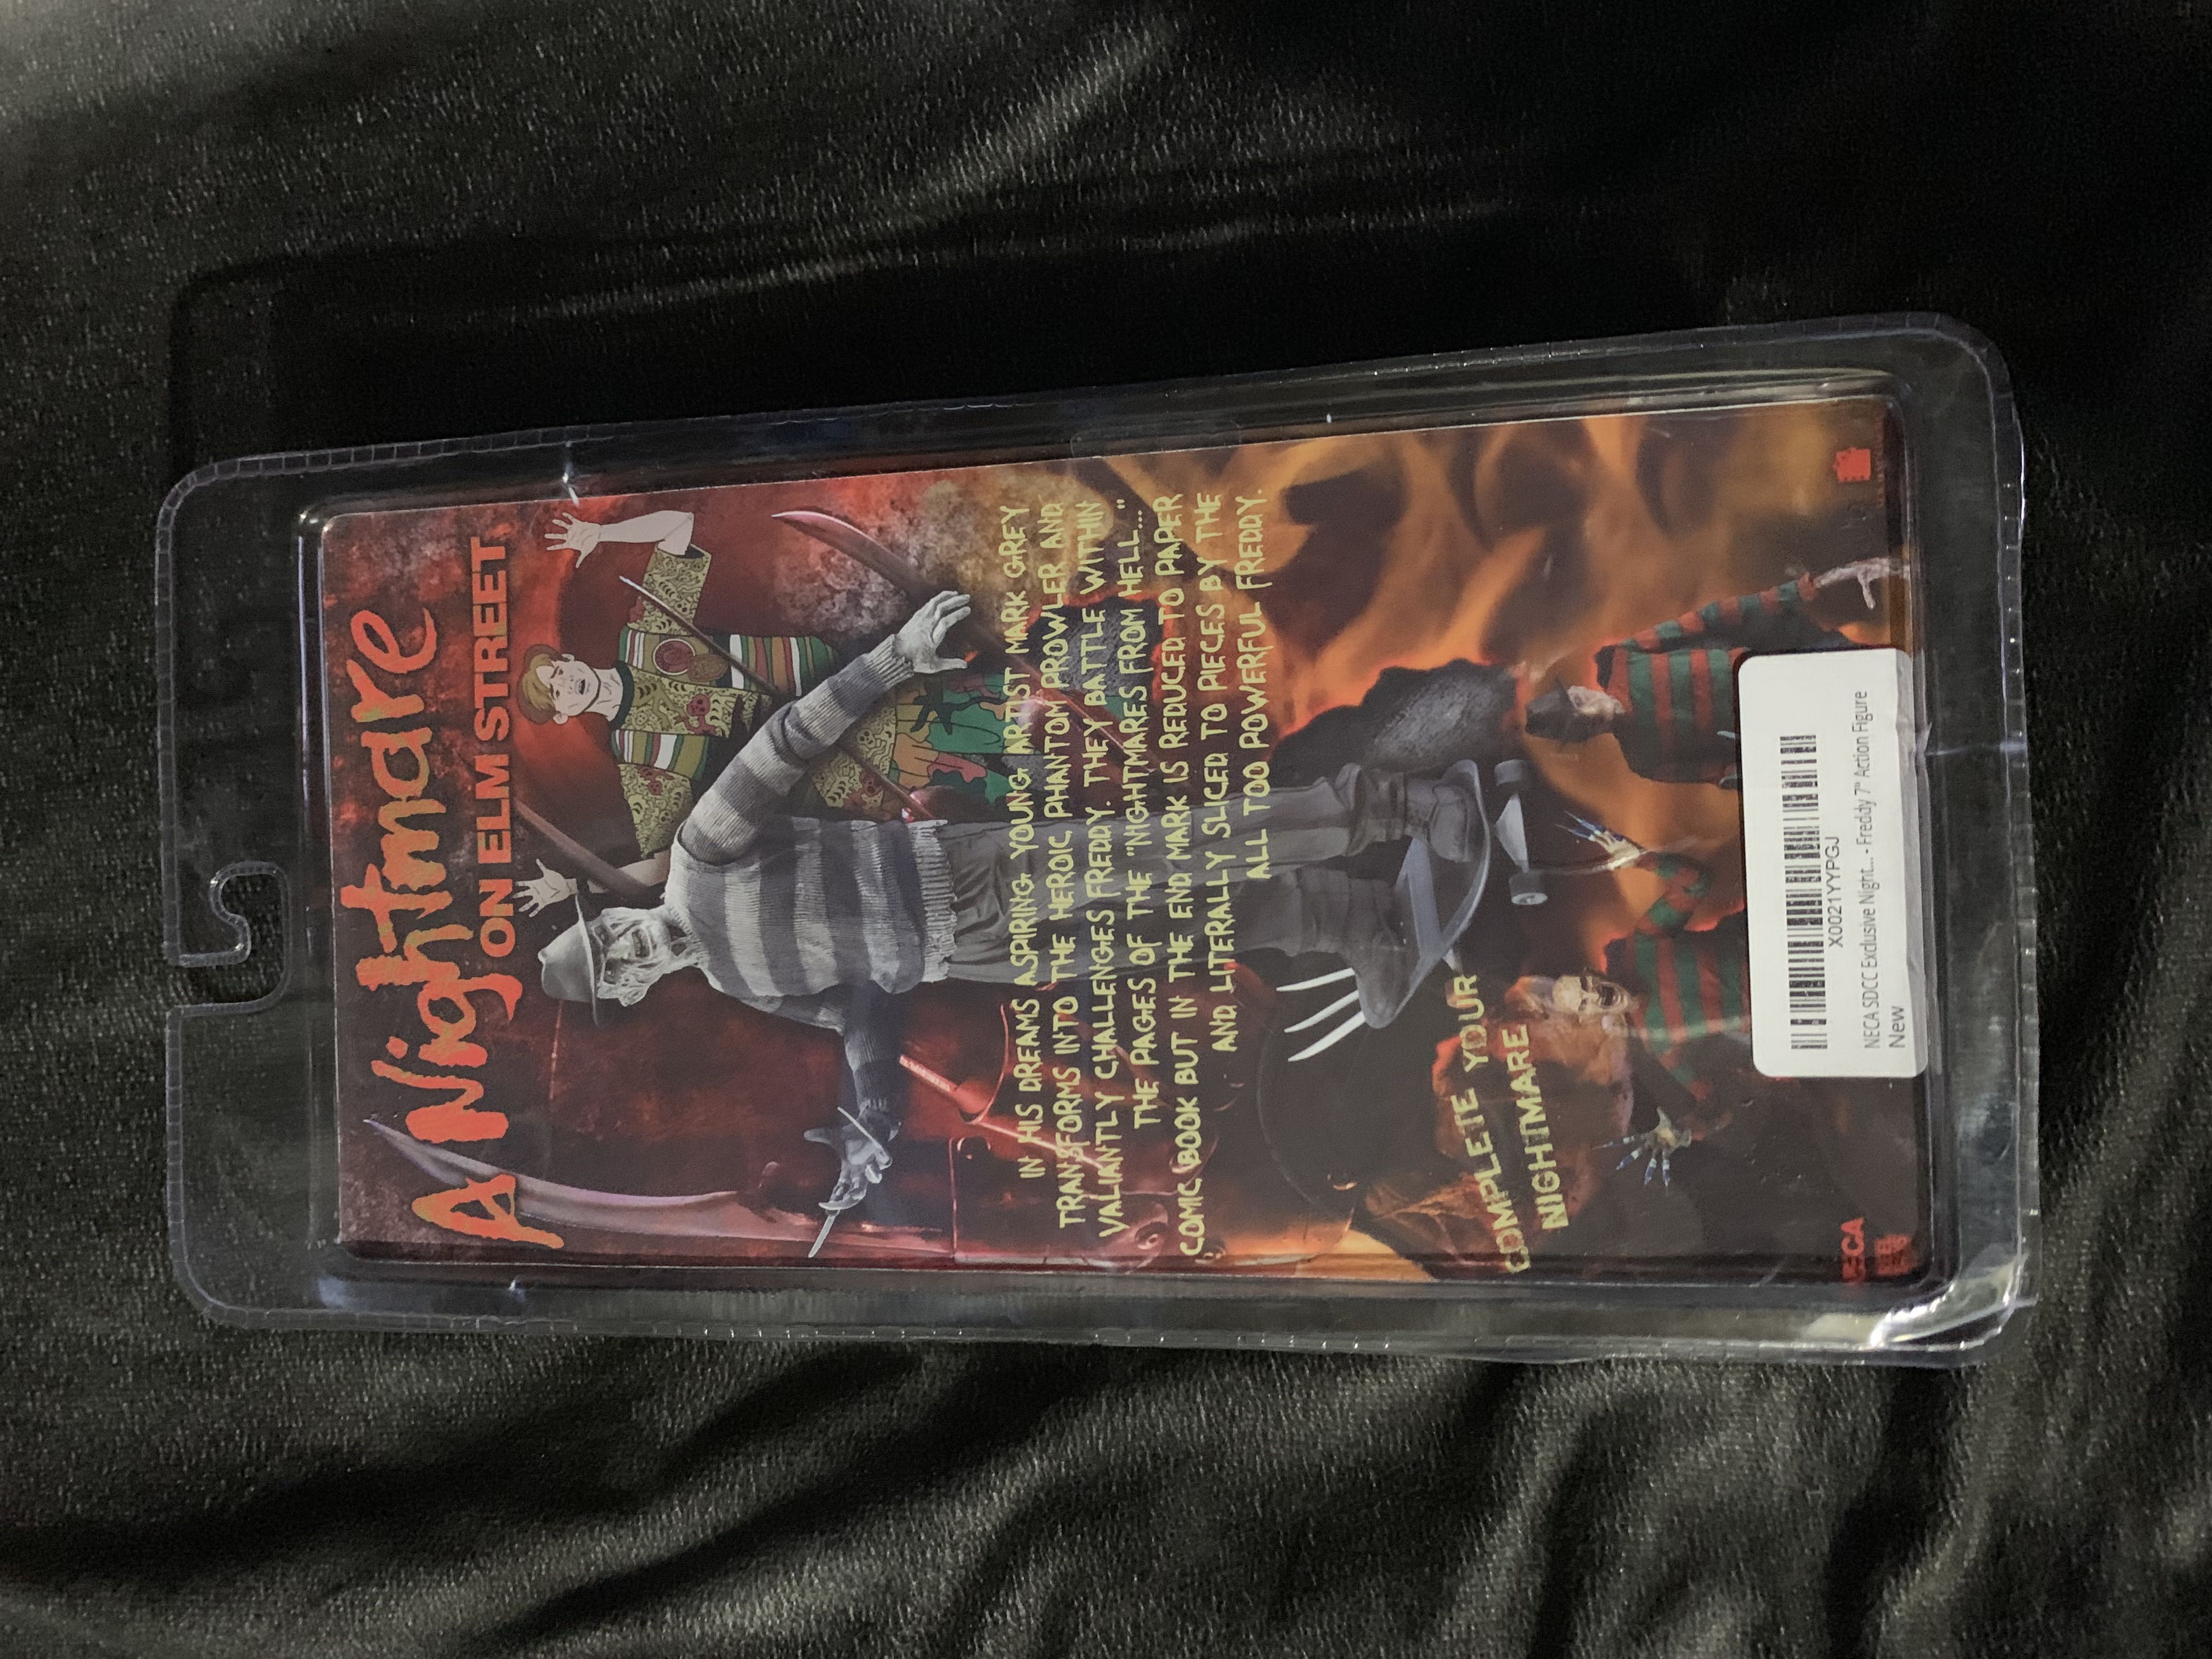 A Nightmare
ON ELM STREET
IN HIS DREAMS ASPIRING YOUNG ARTIST MARK GREY
TRANSFORMS INTO THE HEROIC PHANTOM PROWLER AND
VALIANTLY CHALLENGES FREDDY. THEY BATTLE WITHIN
THE PAGES OF THE "NIGHTMARES FROM HELL..."
COMIC BOOK BUT IN THE END MARK IS REDUCED TO PAPER
AND LITERALLY SLICED TO PIECES BY THE
ALL TOO POWERFUL FREDDY.
COMPLETE YOUR
NIGHTMARE
X0021YYPGJ
NECA SDCC Exclusive Night... - Freddy 7" Action Figure
New
NECA